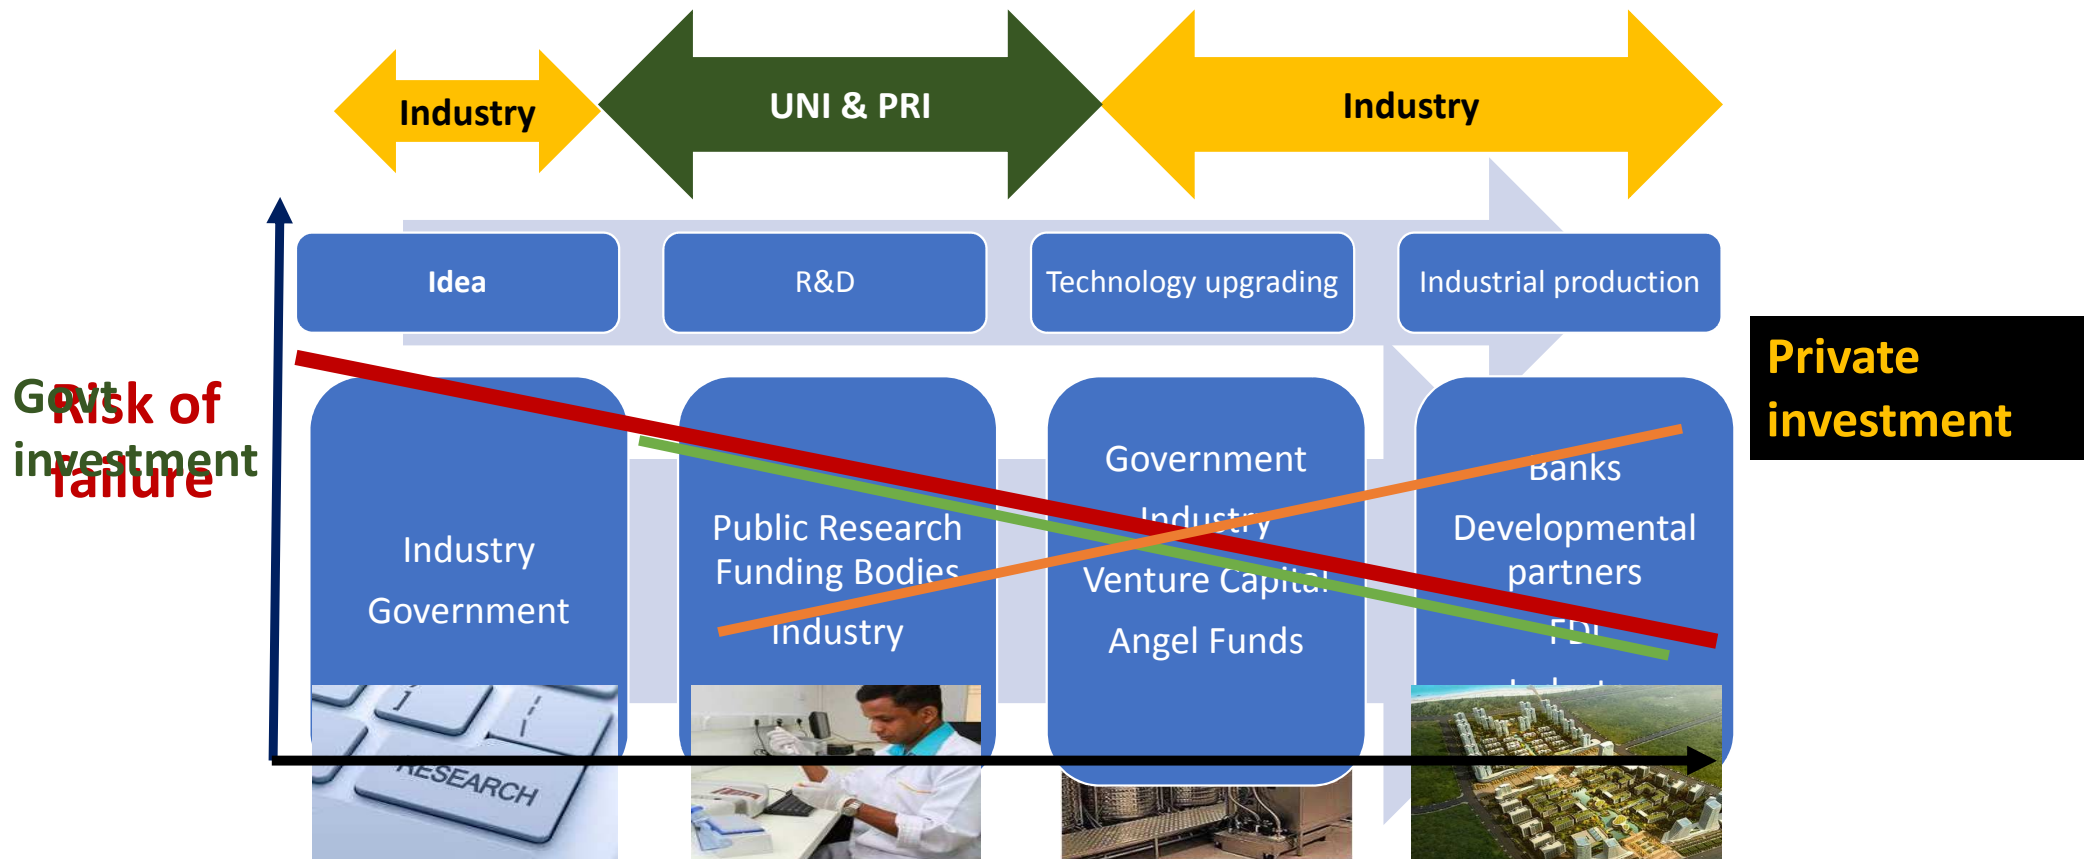 Industry
UNI & PRI
Industry
Idea
R&D
Technology upgrading
Industrial production
Govt
investment
Risk of
failure
Private
investment
Industry
Government
Public Research
Funding Bodies
Industry
Government
Industry
Venture Capital
Angel Funds
Banks
Developmental
partners
FDI
RESEARCH